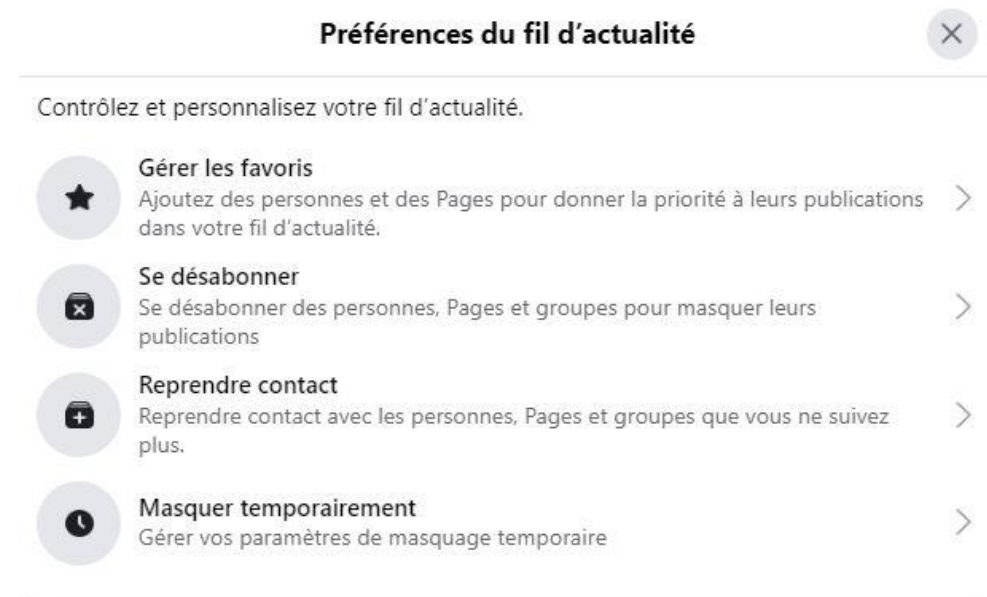 Préférences du fil d’actualité
Contrôlez et personnalisez votre fil d’actualité.
Gérer les favoris
Ajoutez des personnes et des Pages pour donner la priorité à leurs publications
dans votre fil d’actualité.
Se désabonner
Se désabonner des personnes, Pages et groupes pour masquer leurs
publications
Reprendre contact
Reprendre contact avec les personnes, Pages et groupes que vous ne suivez
plus.
Masquer temporairement
Gérer vos paramètres de masquage temporaire